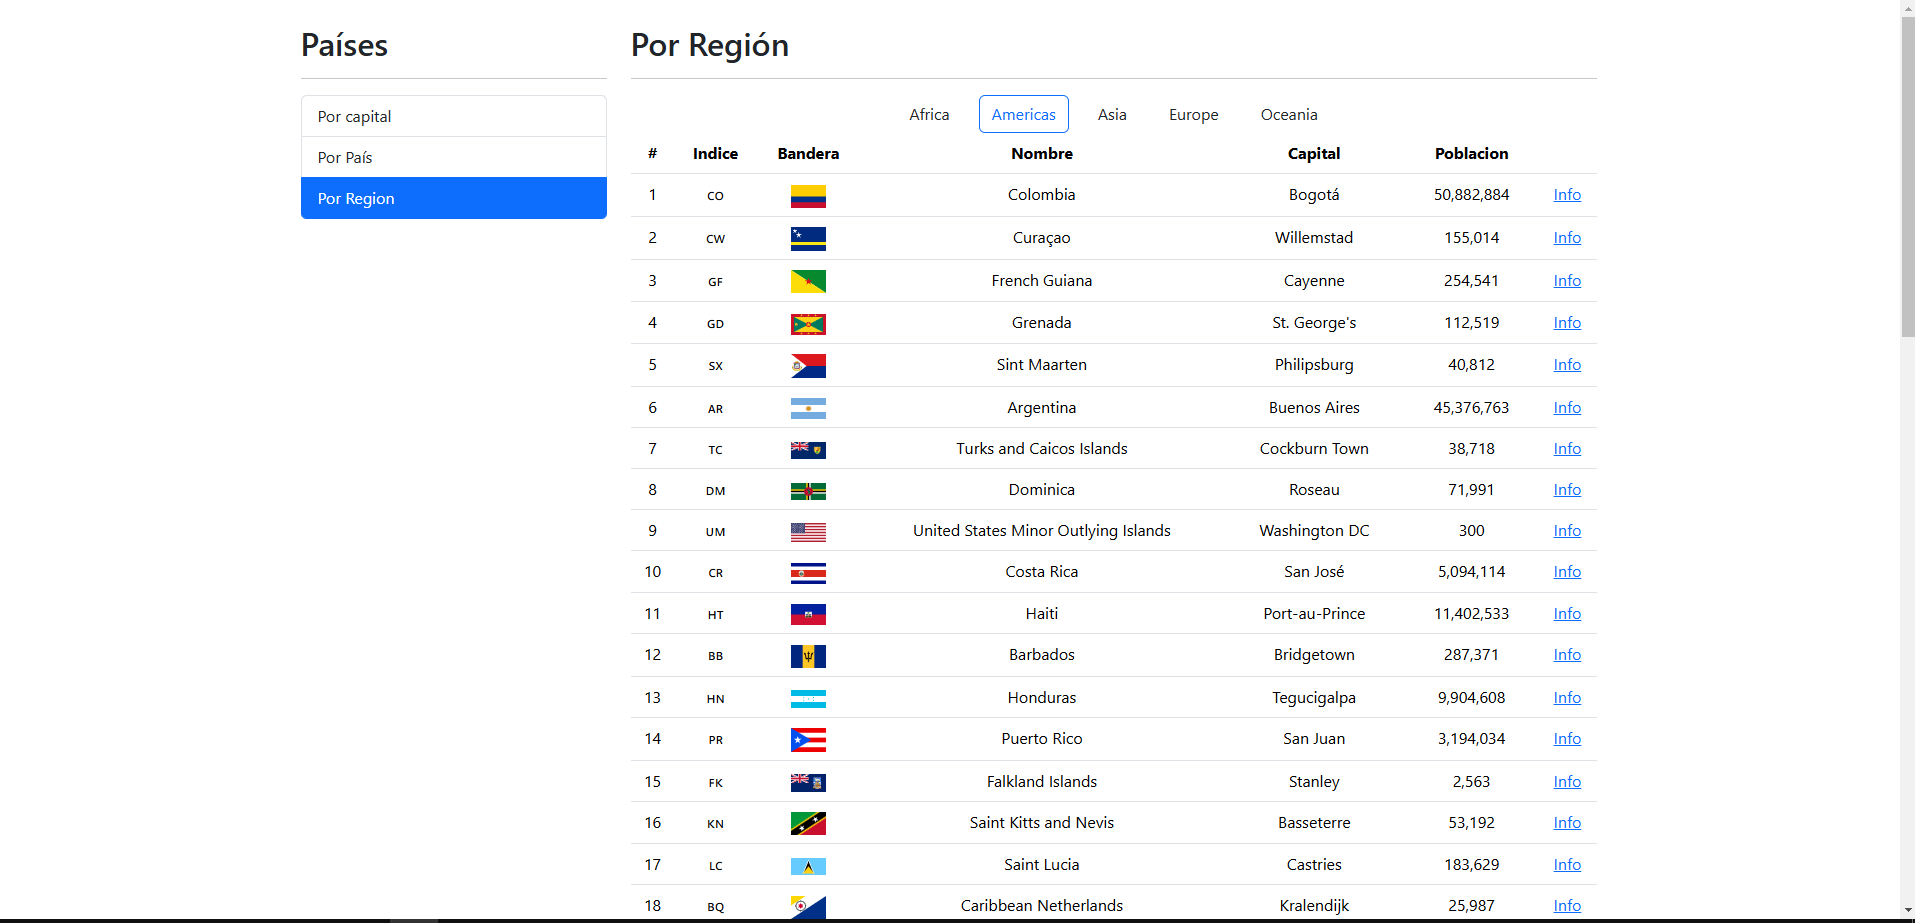 Países
Por capital
Por País
Por Region
Por Región
Africa Americas Asia Europe Oceania
# Indice Bandera Nombre Capital Poblacion
1 CO Colombia Bogotá 50,882,884 Info
2 CW Curaçao Willemstad 155,014 Info
3 GF French Guiana Cayenne 254,541 Info
4 GD Grenada St. George's 112,519 Info
5 SX Sint Maarten Philipsburg 40,812 Info
6 AR Argentina Buenos Aires 45,376,763 Info
7 TC Turks and Caicos Islands Cockburn Town 38,718 Info
8 DM Dominica Roseau 71,991 Info
9 UM United States Minor Outlying Islands Washington DC 300 Info
10 CR Costa Rica San José 5,094,114 Info
11 HT Haiti Port-au-Prince 11,402,533 Info
12 BB Barbados Bridgetown 287,371 Info
13 HN Honduras Tegucigalpa 9,904,608 Info
14 PR Puerto Rico San Juan 3,194,034 Info
15 FK Falkland Islands Stanley 2,563 Info
16 KN Saint Kitts and Nevis Basseterre 53,192 Info
17 LC Saint Lucia Castries 183,629 Info
18 BQ Caribbean Netherlands Kralendijk 25,987 Info